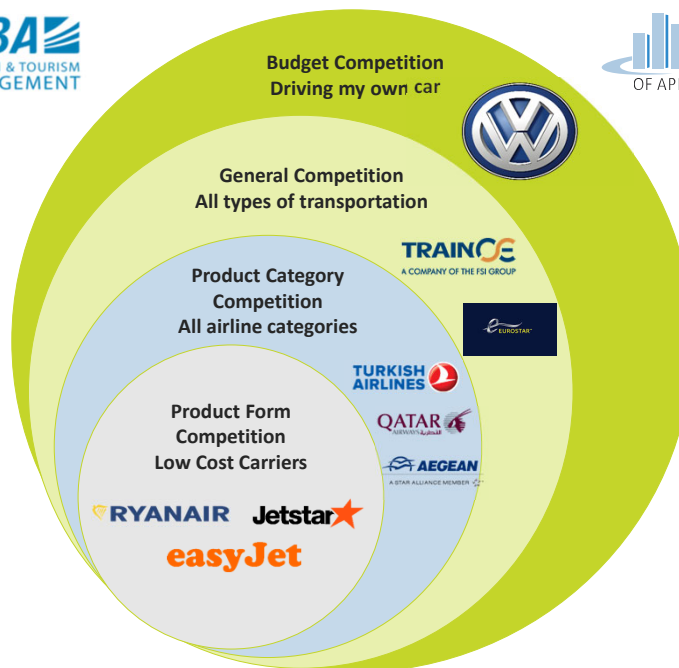 BA
& TOURISM
GEMENT
OF AP
Budget Competition
Driving my own car
General Competition
All types of transportation
TRAINOSE
A COMPANY OF THE FSI GROUP
EUROSTAR™
Product Category
Competition
All airline categories
TURKISH
AIRLINES
QATAR
AIRWAYS القطرية
AEGEAN
A STAR ALLIANCE MEMBER
Product Form
Competition
Low Cost Carriers
RYANAIR
Jetstar
easyJet